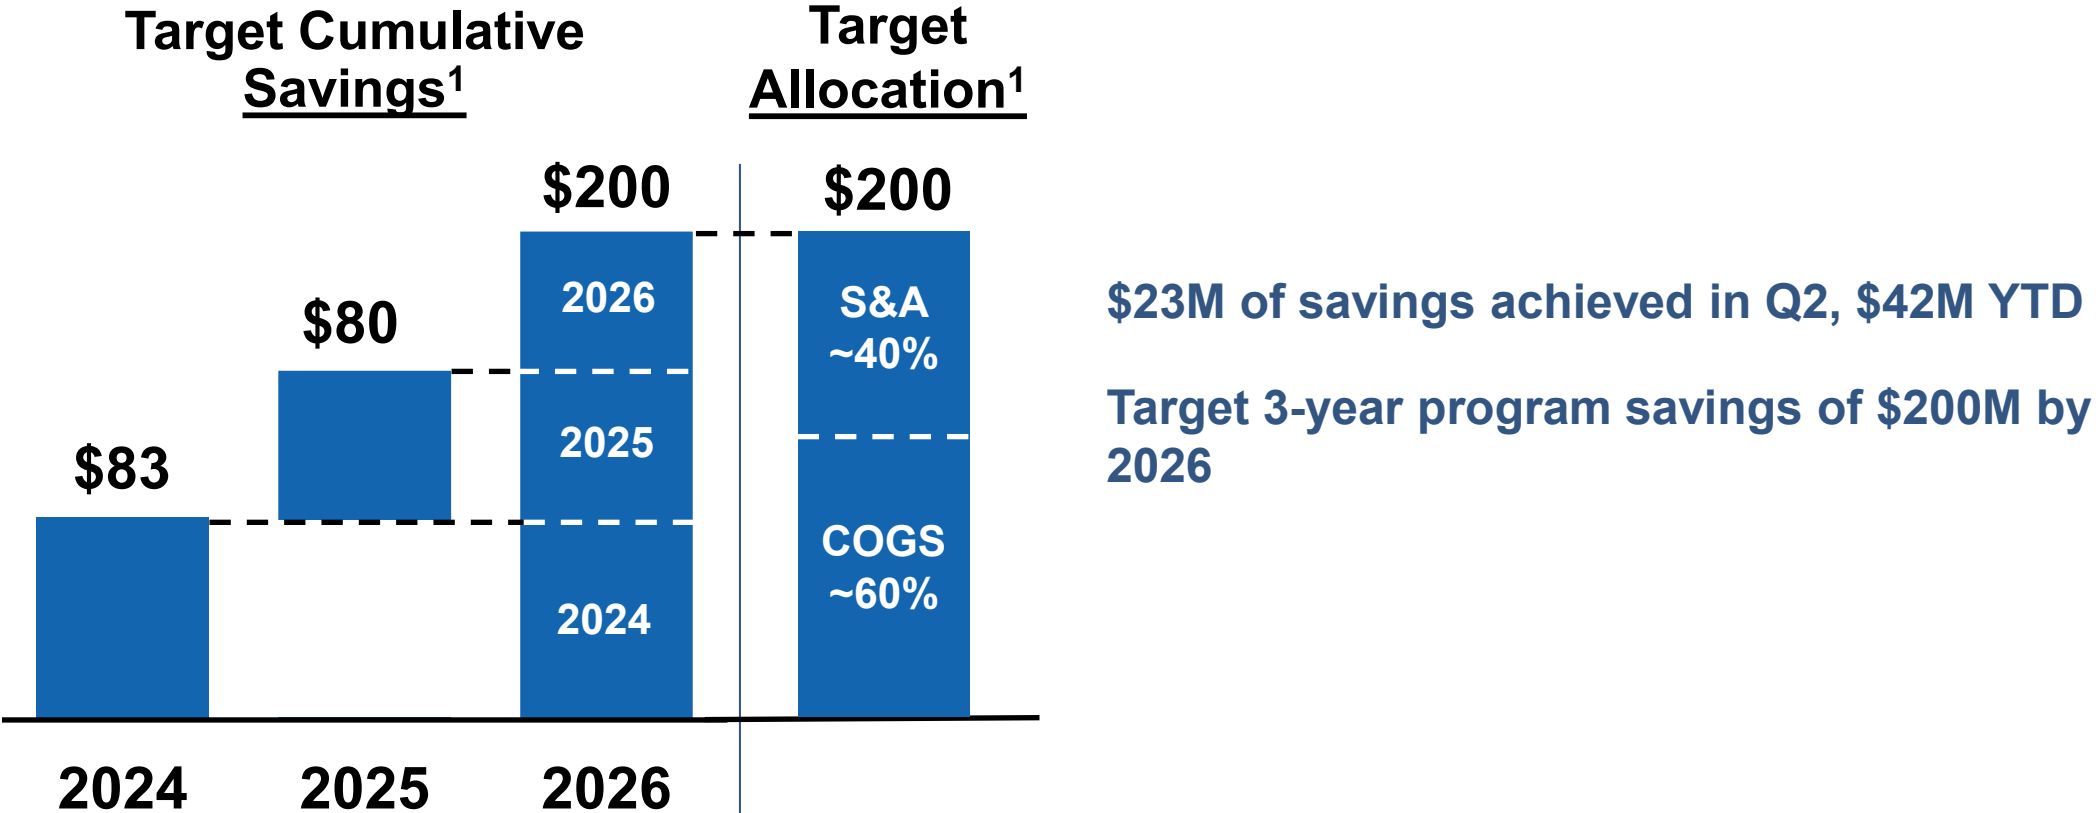 Target Cumulative
Savings¹
Target
Allocation¹
$83
$80
$200
2026
2025
2024
$200
S&A
~40%
COGS
~60%
2024
2025
2026
$23M of savings achieved in Q2, $42M YTD
Target 3-year program savings of $200M by
2026